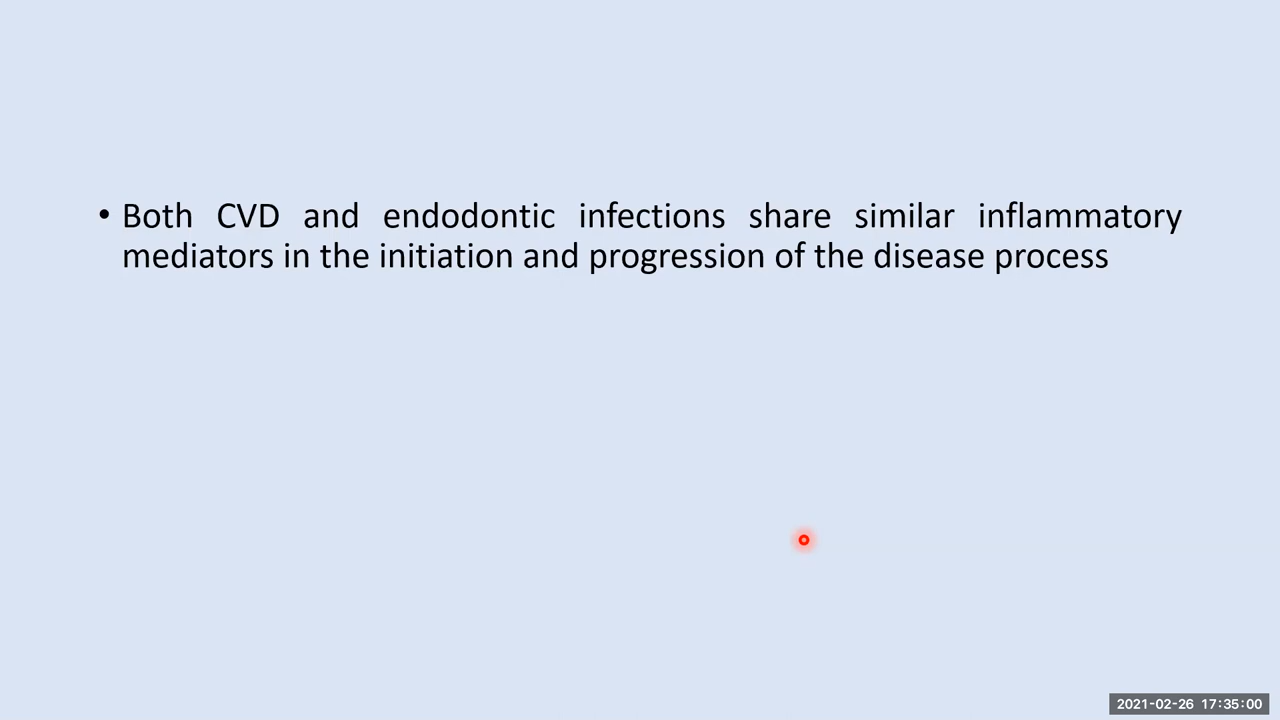 • Both CVD and endodontic infections share similar inflammatory
mediators in the initiation and progression of the disease process
2021-02-26 17:35:00